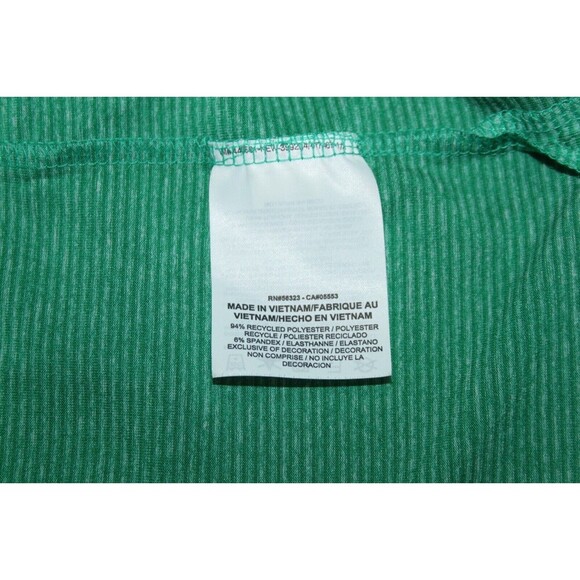 RN#56323 - CA#05553
MADE IN VIETNAM/FABRIQUE AU
VIETNAM/HECHO EN VIETNAM
94% RECYCLED POLYESTER / POLYESTER
RECYCLE / POLIESTER RECICLADO
6% SPANDEX / ELASTHANNE / ELASTANO
EXCLUSIVE OF DECORATION / DECORATION
NON COMPRISE / NO INCLUYE LA
DECORACION